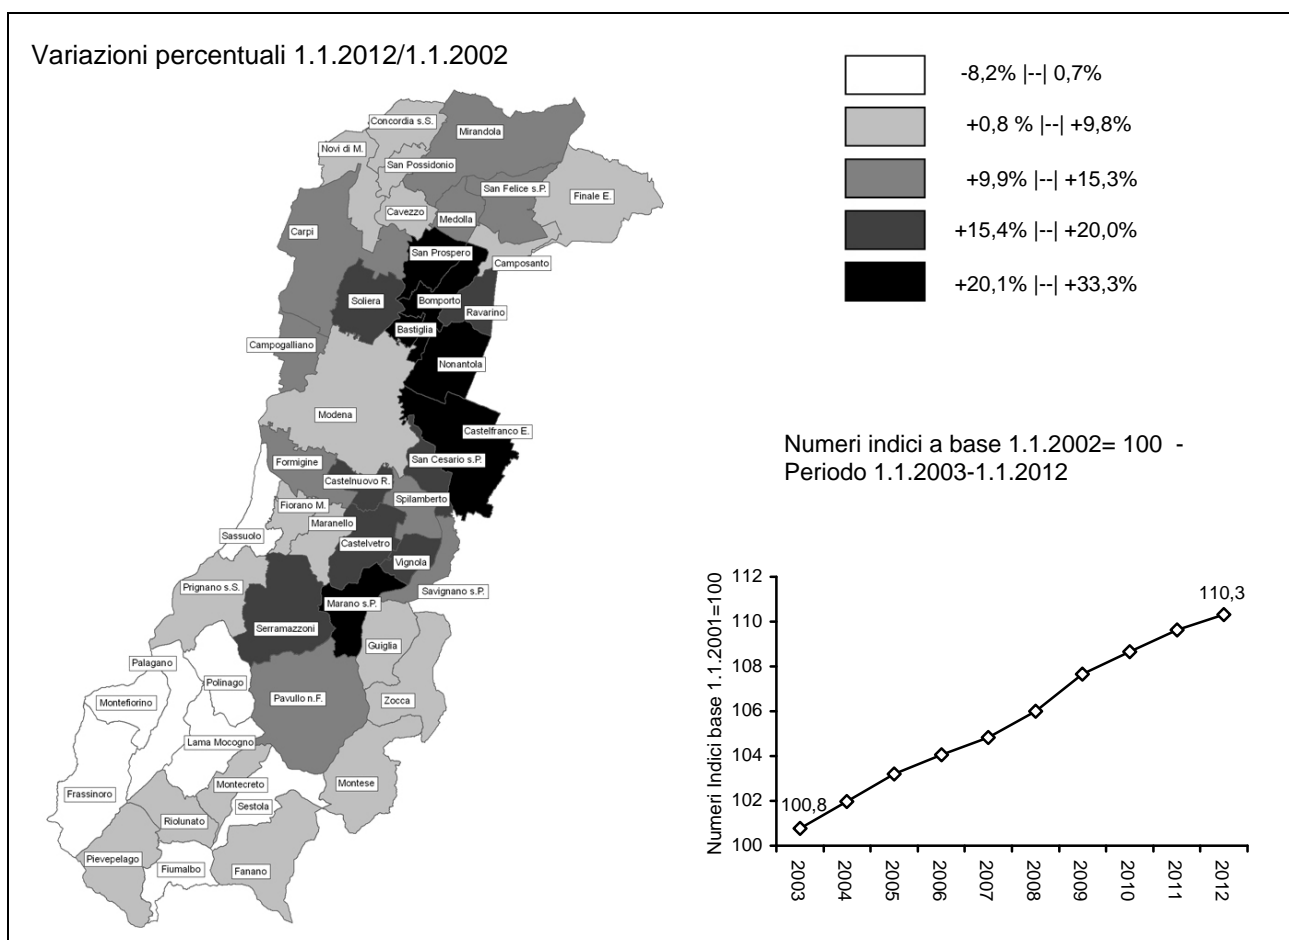 Variazioni percentuali 1.1.2012/1.1.2002
-8,2% |--| 0,7%
+0,8 % |--| +9,8%
+9,9% |--| +15,3%
+15,4% |--| +20,0%
+20,1% |--| +33,3%
Concordia s.S.
Mirandola
Novi di M.
San Possidonio
San Felice s.P.
Finale E.
Cavezzo
Medolla
Carpi
San Prospero
Camposanto
Soliera
Bomporto
Ravarino
Bastiglia
Campogalliano
Nonantola
Modena
Castelfranco E.
San Cesario s.P.
Formigine
Castelnuovo R.
Spilamberto
Fiorano M.
Maranello
Sassuolo
Castelvetro
Vignola
Prignano s.S.
Savignano s.P.
Marano s.P.
Serramazzoni
Guiglia
Palagano
Polinago
Pavullo n.F.
Zocca
Montefiorino
Lama Mocogno
Montecreto
Montese
Frassinoro
Sestola
Riolunato
Pievepelago
Fiumalbo
Fanano
Numeri indici a base 1.1.2002= 100 -
Periodo 1.1.2003-1.1.2012
Numeri Indici base 1.1.2001=100
112
110
108
106
104
102
100
100,8
110,3
2003
2004
2005
2006
2007
2008
2009
2010
2011
2012